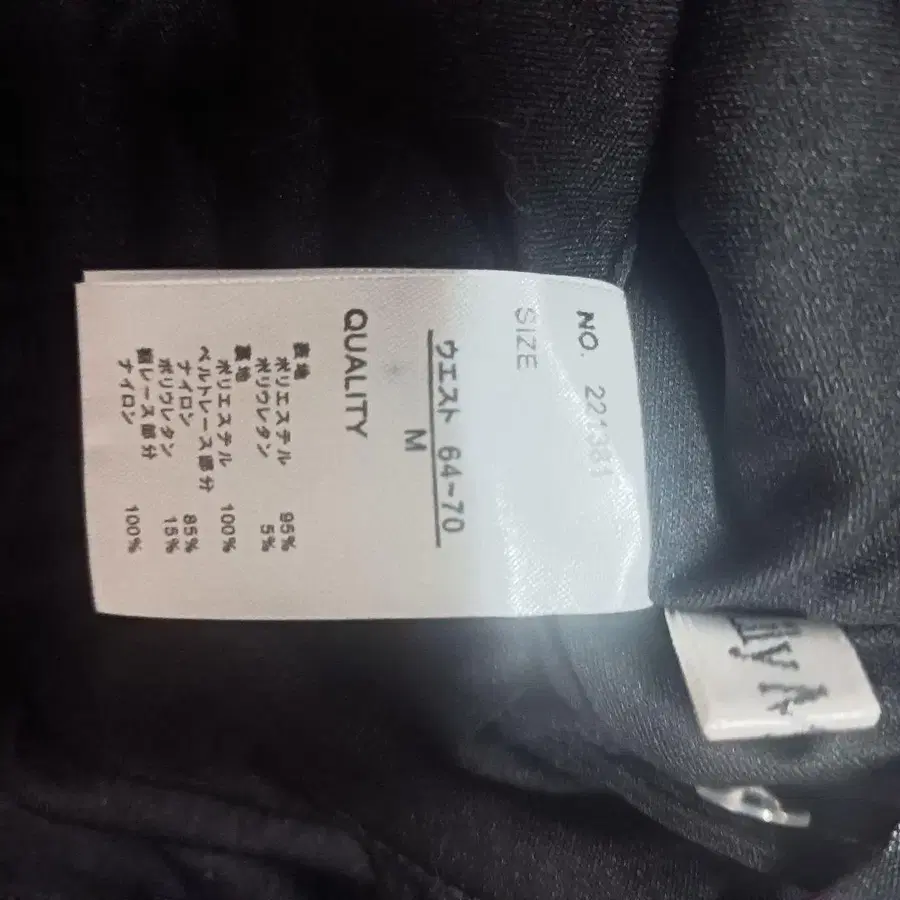 NO. 221381
SIZE
ウエスト 64~70
M
QUALITY
表地
ポリエステル 95%
ポリウレタン 5%
裏地
ポリエステル 100%
ベルトレース部分
ナイロン 85%
ポリウレタン 15%
裾レース部分
ナイロン 100%